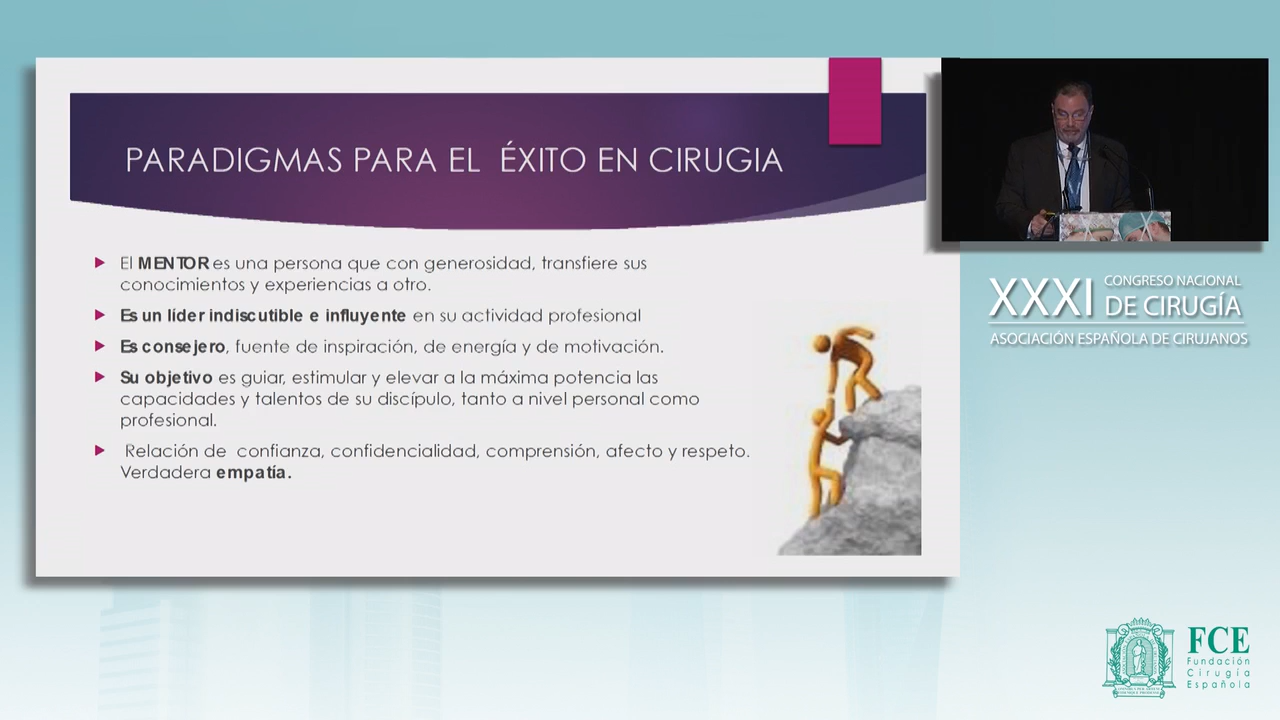 PARADIGMAS PARA EL ÉXITO EN CIRUGIA
El MENTOR es una persona que con generosidad, transfiere sus
conocimientos y experiencias a otro.
Es un líder indiscutible e influyente en su actividad profesional
Es consejero, fuente de inspiración, de energía y de motivación.
Su objetivo es guiar, estimular y elevar a la máxima potencia las
capacidades y talentos de su discípulo, tanto a nivel personal como
profesional.
Relación de confianza, confidencialidad, comprensión, afecto y respeto.
Verdadera empatía.
XXXI CONGRESO NACIONAL
DE CIRUGÍA
ASOCIACIÓN ESPAÑOLA DE CIRUJANOS
FCE
Fundación
Cirugía
Española